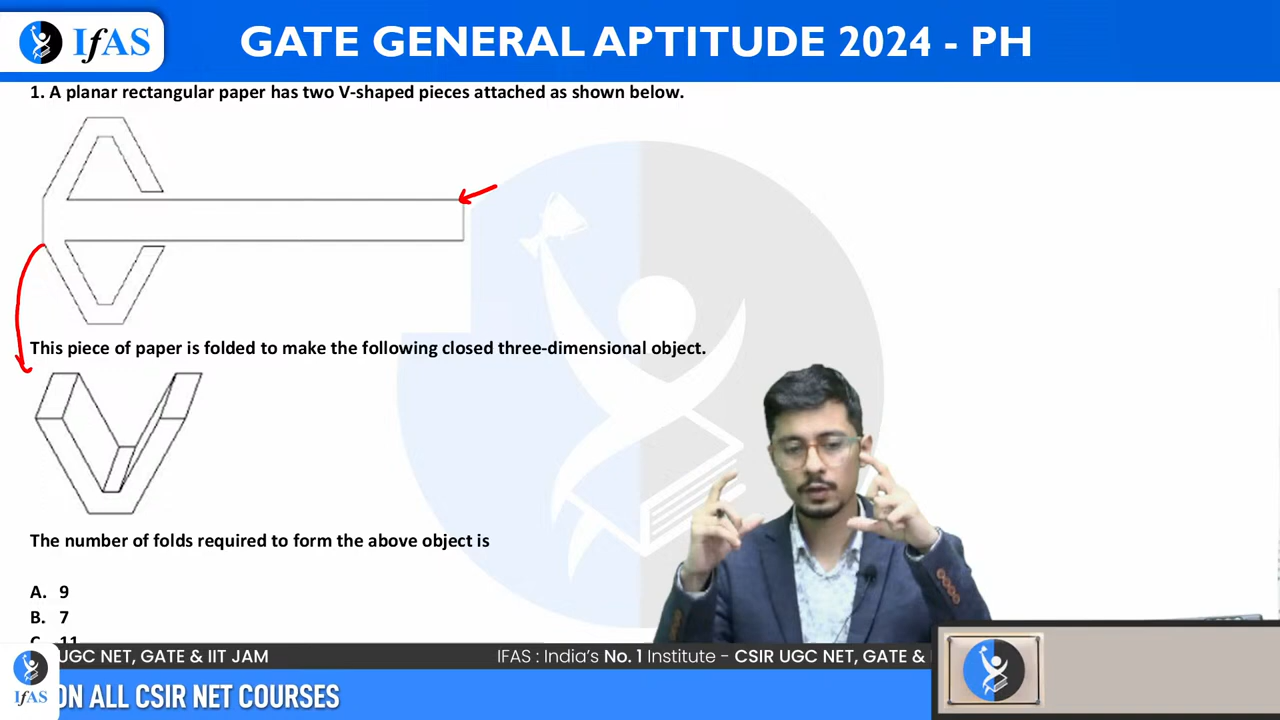 IfAS
GATE GENERAL APTITUDE 2024 - PH
1. A planar rectangular paper has two V-shaped pieces attached as shown below.
This piece of paper is folded to make the following closed three-dimensional object.
The number of folds required to form the above object is
A. 9
B. 7
C. 11
UGC NET, GATE & IIT JAM
IFAS : India's No. 1 Institute - CSIR UGC NET, GATE &
IfAS
ON ALL CSIR NET COURSES